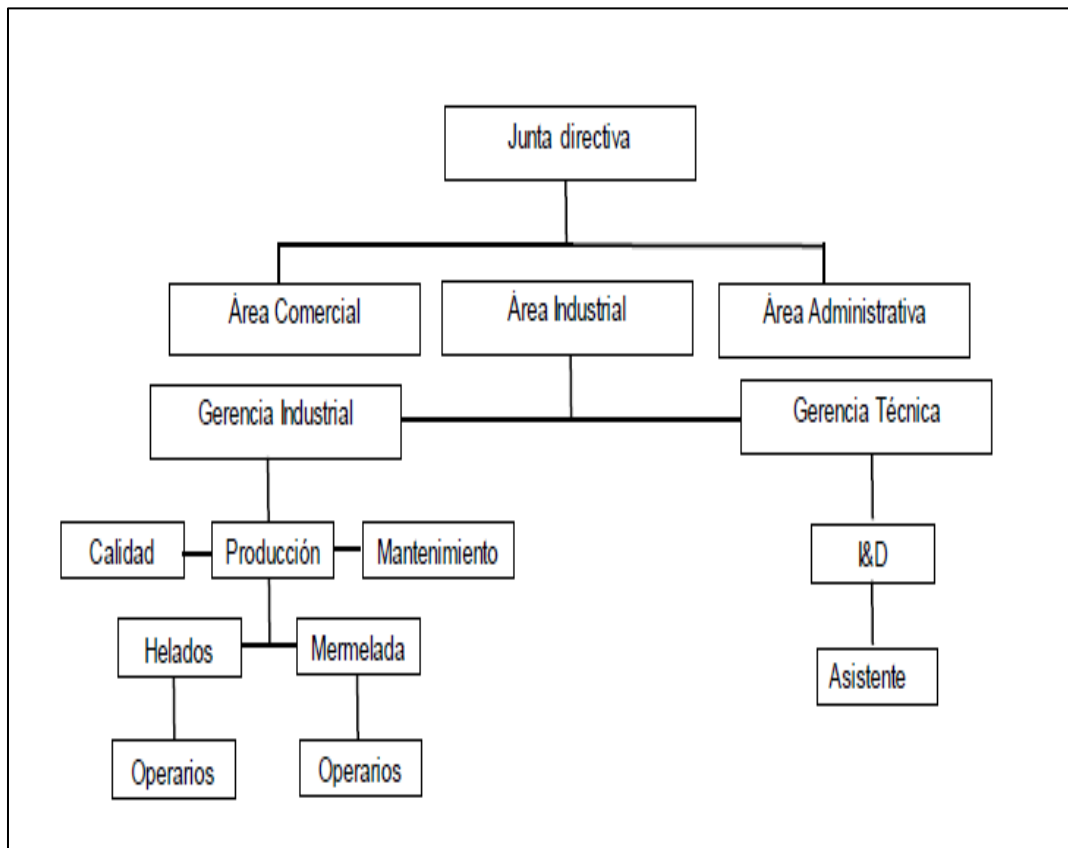 Junta directiva
Área Comercial
Área Industrial
Área Administrativa
Gerencia Industrial
Gerencia Técnica
Calidad
Producción
Mantenimiento
I&D
Helados
Mermelada
Asistente
Operarios
Operarios